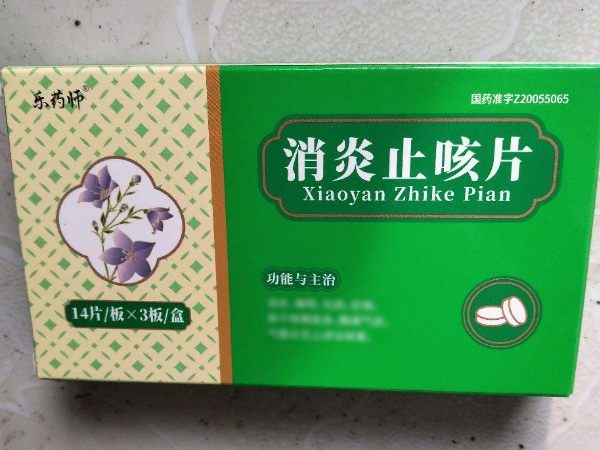 乐药师®
国药准字Z20055065
消炎止咳片
Xiaoyan Zhike Pian
功能与主治
14片/板×3板/盒